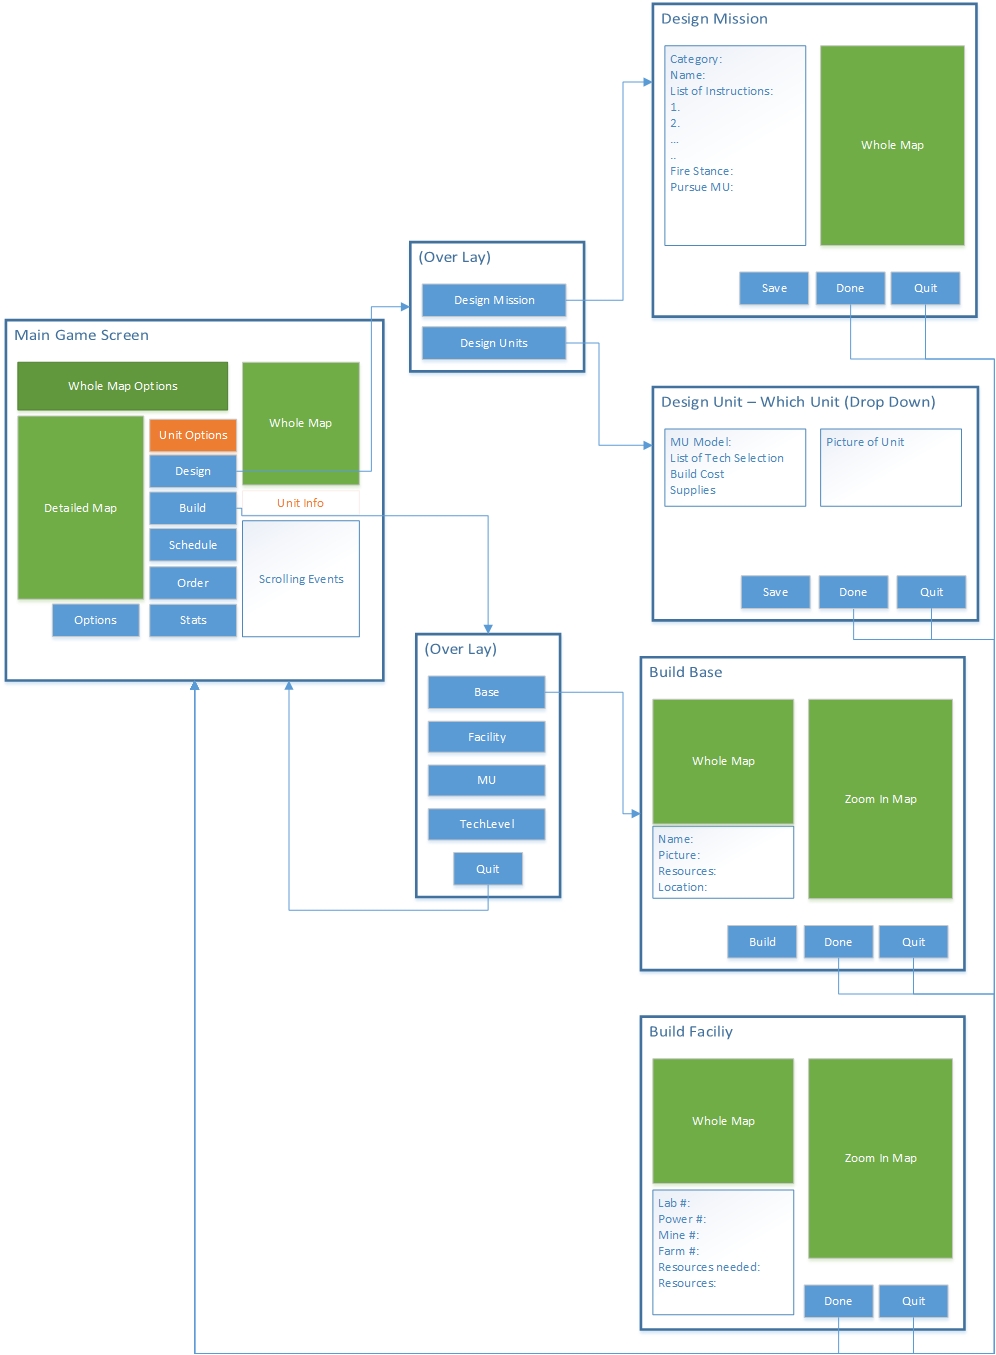 Design Mission
Category:
Name:
List of Instructions:
1.
2.
...
..
Fire Stance:
Pursue MU:
Whole Map
Save
Done
Quit
(Over Lay)
Design Mission
Design Units
Main Game Screen
Whole Map Options
Whole Map
Detailed Map
Unit Options
Design
Build
Schedule
Order
Stats
Options
Unit Info
Scrolling Events
Design Unit – Which Unit (Drop Down)
MU Model:
List of Tech Selection
Build Cost
Supplies
Picture of Unit
Save
Done
Quit
(Over Lay)
Base
Facility
MU
TechLevel
Quit
Build Base
Whole Map
Zoom In Map
Name:
Picture:
Resources:
Location:
Build
Done
Quit
Build Faciliy
Whole Map
Zoom In Map
Lab #:
Power #:
Mine #:
Farm #:
Resources needed:
Resources:
Done
Quit